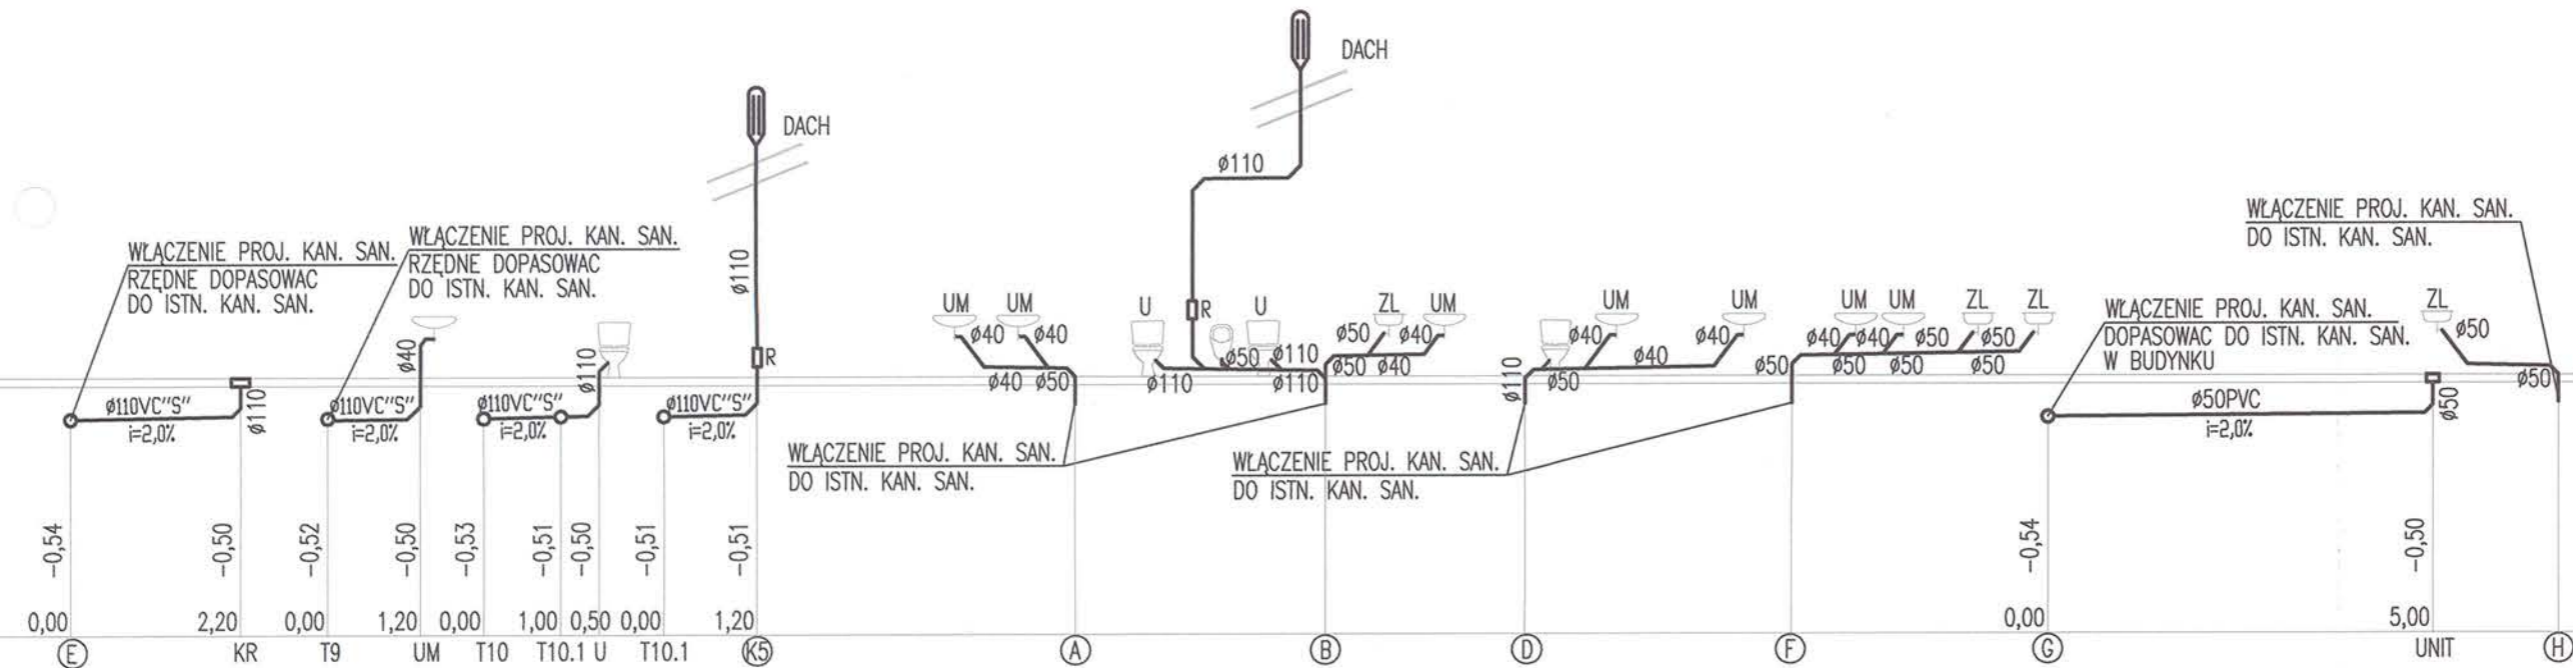 DACH
DACH
ø110
ø110
WŁĄCZENIE PROJ. KAN. SAN.
RZĘDNE DOPASOWAC
DO ISTN. KAN. SAN.
WŁĄCZENIE PROJ. KAN. SAN.
RZĘDNE DOPASOWAC
DO ISTN. KAN. SAN.
WŁĄCZENIE PROJ. KAN. SAN.
DO ISTN. KAN. SAN.
WŁĄCZENIE PROJ. KAN. SAN.
DOPASOWAC DO ISTN. KAN. SAN.
W BUDYNKU
UM UM U R U ZL UM UM UM UM UM ZL ZL ZL
R
ø40 ø40 ø50 ø110 ø50 ø40 ø40 ø40 ø40 ø40 ø50 ø50 ø50
ø40 ø110 ø40 ø50 ø110 ø110 ø50 ø40 ø110 ø50 ø40 ø50 ø50 ø50 ø50 ø50
ø110VC"S" ø110 ø110VC"S" ø110VC"S" ø110VC"S" ø50PVC ø50
i=2,0% i=2,0% i=2,0% i=2,0% i=2,0%
WŁĄCZENIE PROJ. KAN. SAN.
DO ISTN. KAN. SAN.
WŁĄCZENIE PROJ. KAN. SAN.
DO ISTN. KAN. SAN.
-0,54 -0,50 -0,52 -0,50 -0,53 -0,51 -0,50 -0,51 -0,51 -0,54 -0,50
0,00 2,20 0,00 1,20 0,00 1,00 0,50 0,00 1,20 0,00 5,00
E KR T9 UM T10 T10.1 U T10.1 K5 A B D F G UNIT H